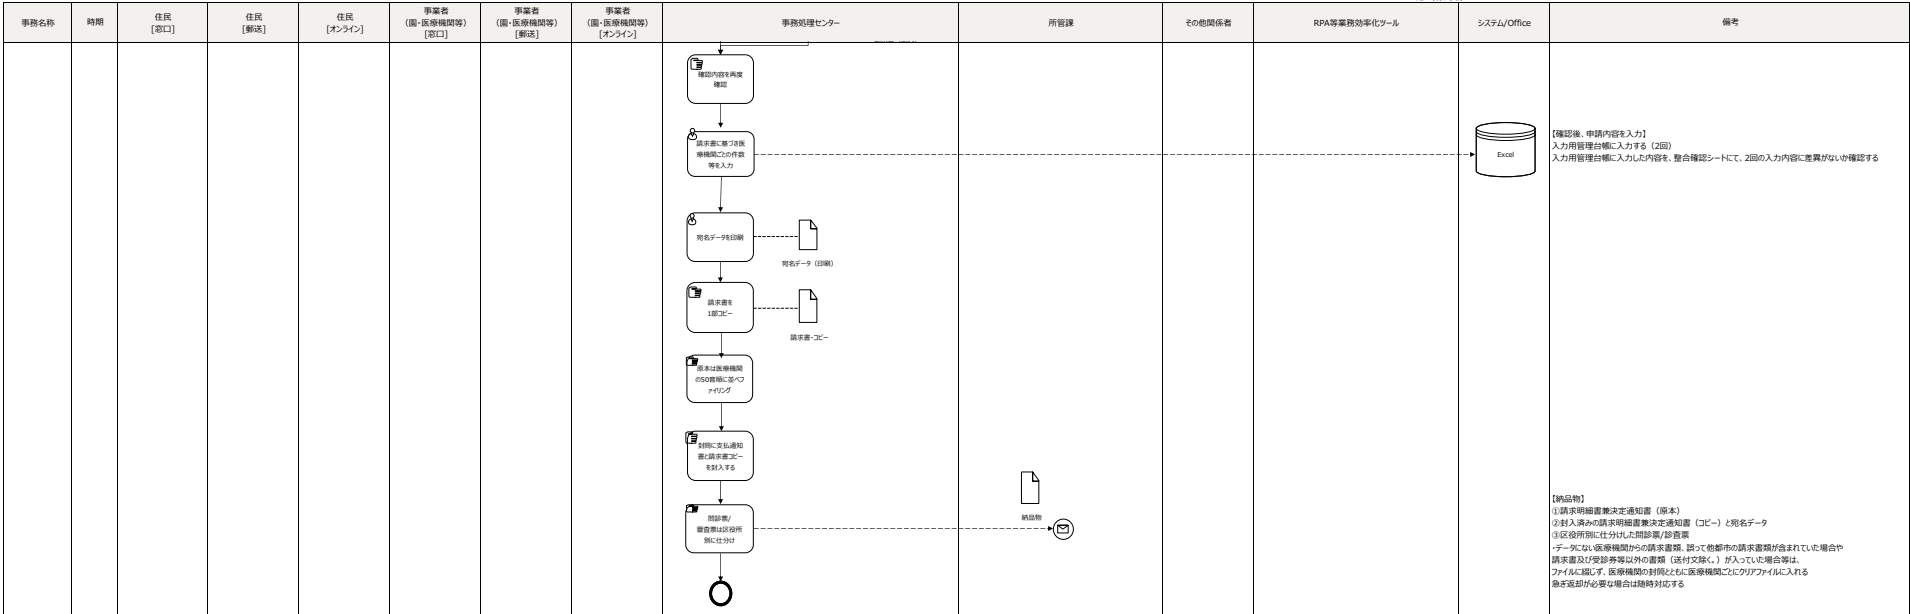 事務名称
時期
住民
[窓口]
住民
[郵送]
住民
[オンライン]
事業者
（園・医療機関等）
[窓口]
事業者
（園・医療機関等）
[郵送]
事業者
（園・医療機関等）
[オンライン]
事務処理センター
所管課
その他関係者
RPA等業務効率化ツール
システム/Office
備考
確認内容を再度
確認
請求書に基づき医
療機関ごとの件数
等を入力
Excel
【確認後、申請内容を入力】
入力用管理台帳に入力する（2回）
入力用管理台帳に入力した内容を、整合確認シートにて、2回の入力内容に差異がないか確認する
宛名データを印刷
宛名データ（印刷）
請求書を
1部コピー
請求書・コピー
原本は医療機関
の50音順に並べフ
ァイリング
封筒に支払通知
書と請求書コピー
を封入する
問診票/
審査票は区役所
別に仕分け
納品物
【納品物】
①請求明細書兼決定通知書（原本）
②封入済みの請求明細書兼決定通知書（コピー）と宛名データ
③区役所別に仕分けした問診票/診査票
・データにない医療機関からの請求書類、誤って他都市の請求書類が含まれていた場合や
請求書及び受診券等以外の書類（送付文除く。）が入っていた場合等は、
ファイルに綴じず、医療機関の封筒とともに医療機関ごとにクリアファイルに入れる
急ぎ返却が必要な場合は随時対応する